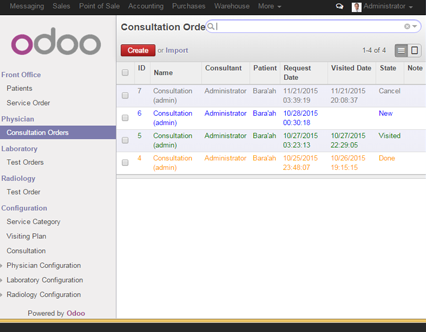 Messaging Sales Point of Sale Accounting Purchases Warehouse More Administrator
odoo
Consultation Orde
Create or Import 1-4 of 4
Front Office
Patients
Service Order
Physician
Consultation Orders
Laboratory
Test Orders
Radiology
Test Order
Configuration
Service Category
Visiting Plan
Consultation
Physician Configuration
Laboratory Configuration
Radiology Configuration
Powered by Odoo
ID Name Consultant Patient Request Date Visited Date State Note
7 Consultation (admin) Administrator Bara'ah 11/21/2015 03:39:19 11/21/2015 20:08:37 Cancel
6 Consultation (admin) Administrator Bara'ah 10/28/2015 00:30:18 New
5 Consultation (admin) Administrator Bara'ah 10/27/2015 03:23:13 10/27/2015 22:29:05 Visited
4 Consultation (admin) Administrator Bara'ah 10/25/2015 23:48:07 10/26/2015 19:15:15 Done